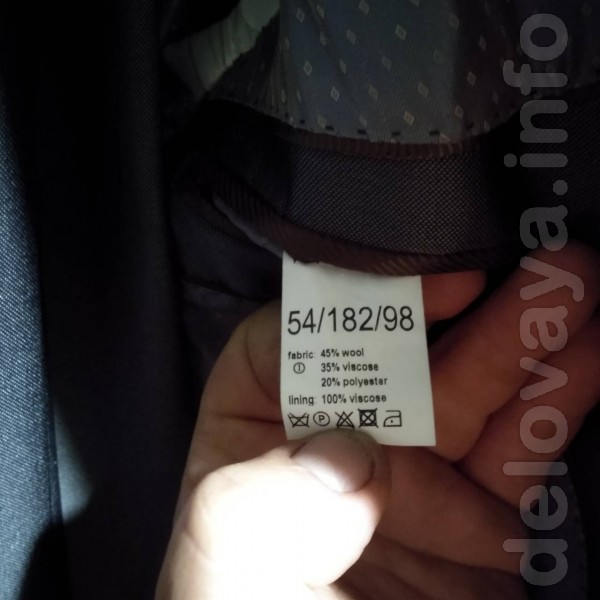 54/182/98
fabric: 45% wool
35% viscose
20% polyester
lining: 100% viscose
P
delovaya.info